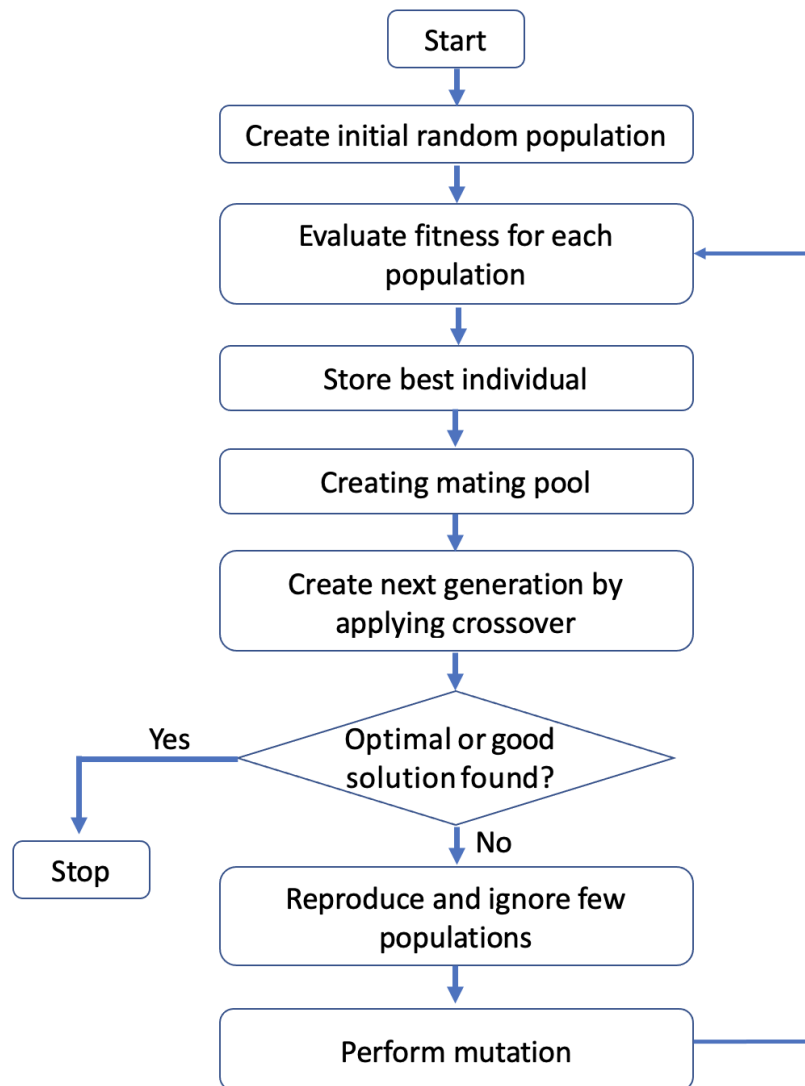 Start
Create initial random population
Evaluate fitness for each
population
Store best individual
Creating mating pool
Create next generation by
applying crossover
Optimal or good
solution found?
Yes
No
Stop
Reproduce and ignore few
populations
Perform mutation